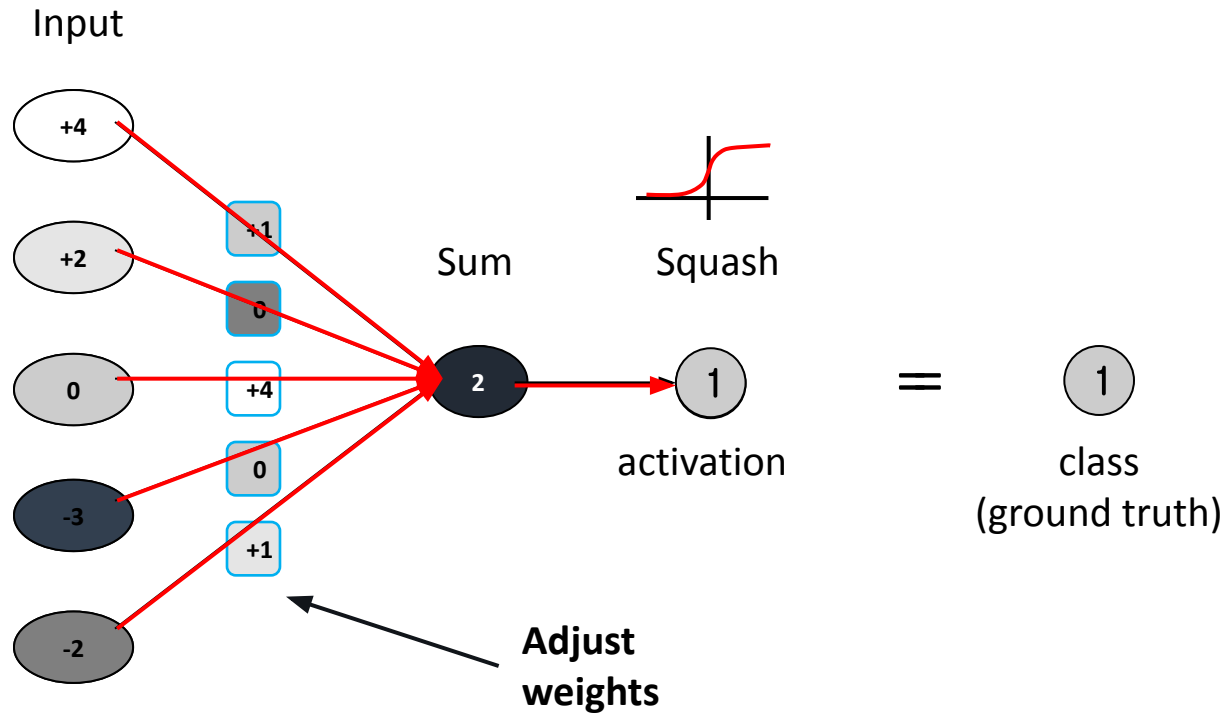 Input
+4
+2
0
-3
-2
+1
0
+4
0
+1
Sum
2
Squash
1
activation
=
1
class
(ground truth)
Adjust
weights